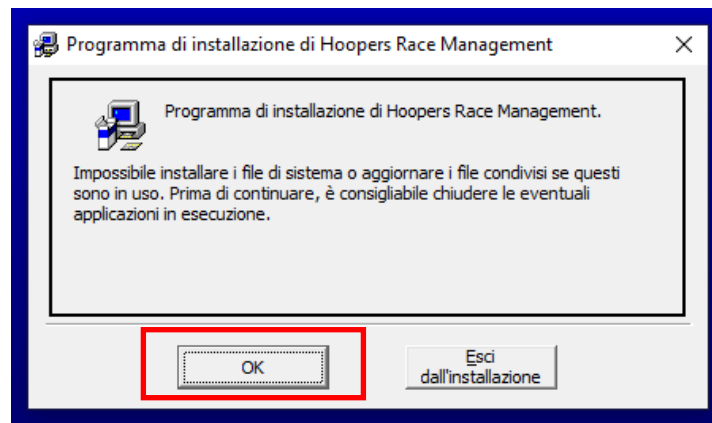 Programma di installazione di Hoopers Race Management
Programma di installazione di Hoopers Race Management.
Impossibile installare i file di sistema o aggiornare i file condivisi se questi
sono in uso. Prima di continuare, è consigliabile chiudere le eventuali
applicazioni in esecuzione.
OK
Esci
dall'installazione